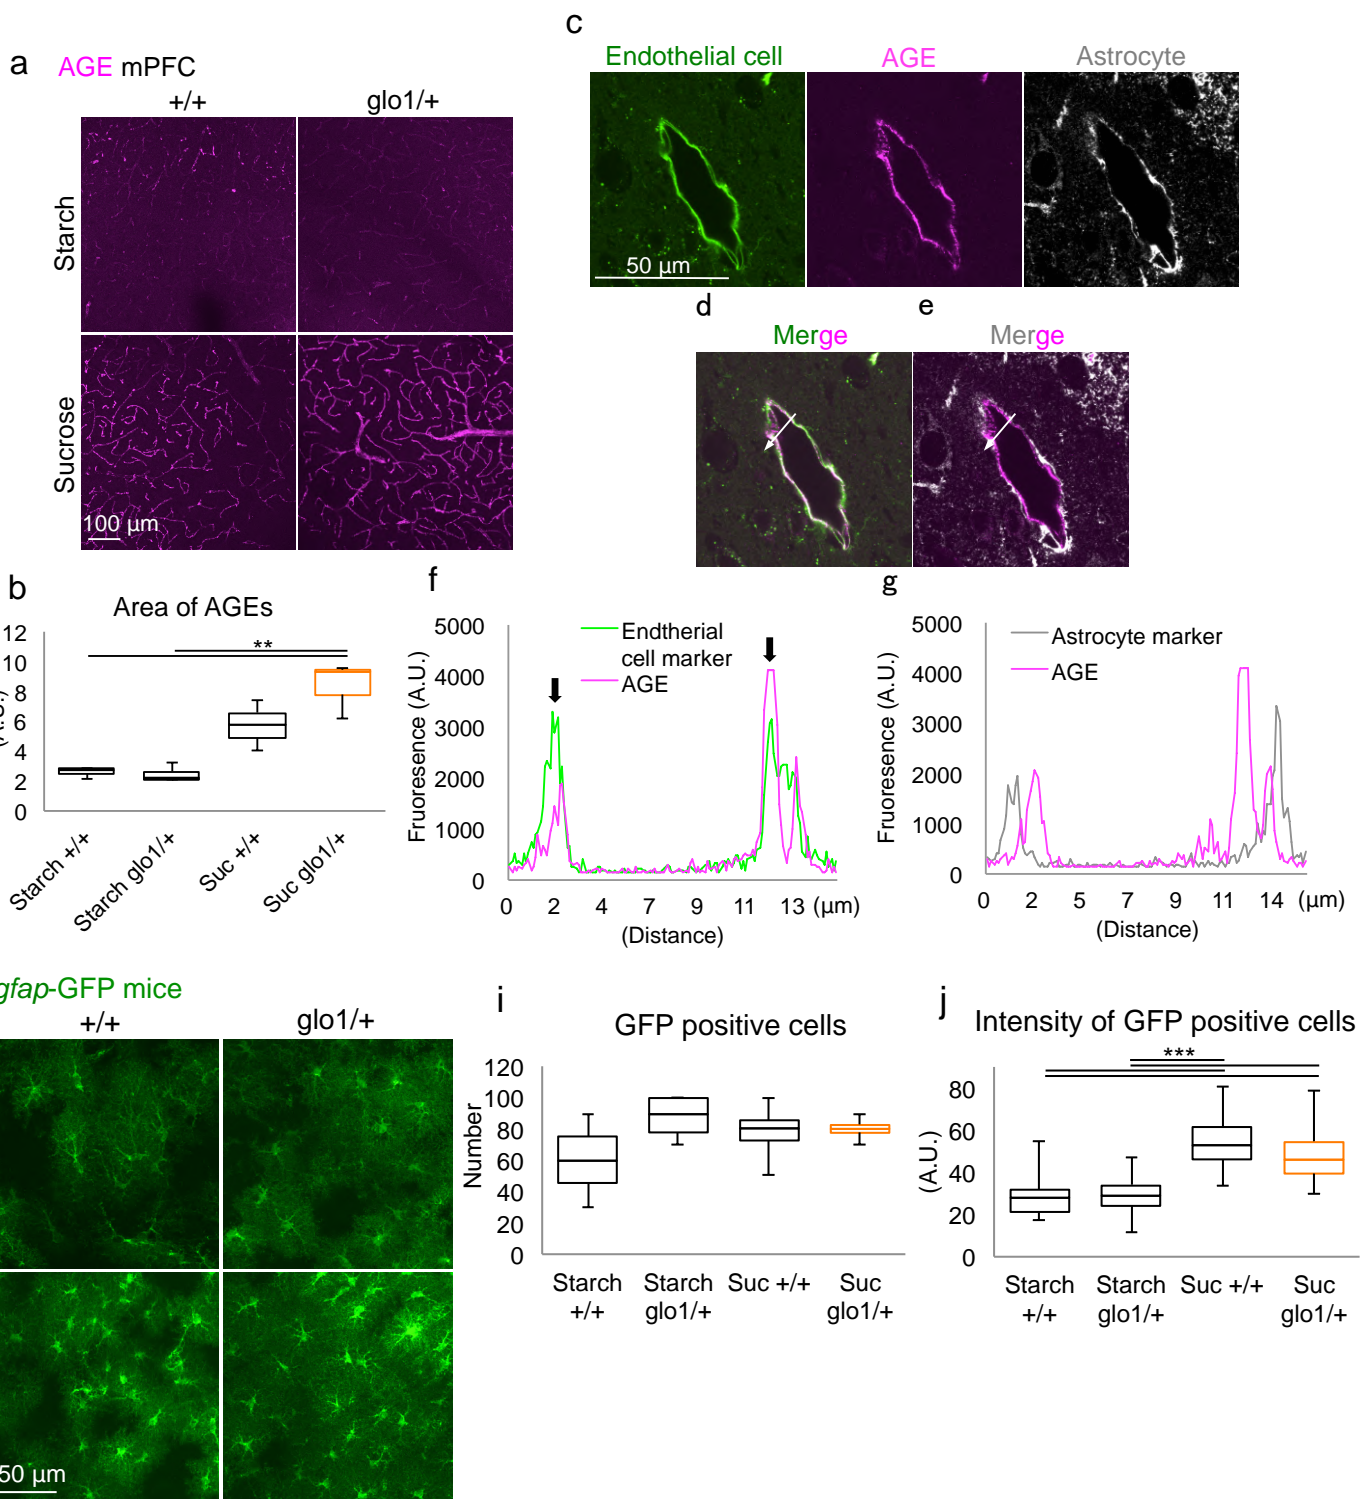 a
AGE mPFC
+/+
glo1/+
Starch
Sucrose
100 μm
c
Endothelial cell
AGE
Astrocyte
50 μm
d
e
Merge
Merge
b
Area of AGEs
12
10
8
6
4
2
0
(A.U.)
Starch +/+
Starch glo1/+
Suc +/+
Suc glo1/+
**
f
5000
4000
3000
2000
1000
0
Fruoresence (A.U.)
Endtherial
cell marker
AGE
0 2 4 7 9 11 13 (μm)
(Distance)
g
5000
4000
3000
2000
1000
0
Fruoresence (A.U.)
Astrocyte marker
AGE
0 2 5 7 9 11 14 (μm)
(Distance)
gfap-GFP mice
+/+
glo1/+
50 μm
i
GFP positive cells
120
100
80
60
40
20
0
Number
Starch
+/+
Starch
glo1/+
Suc +/+
Suc
glo1/+
j
Intensity of GFP positive cells
***
80
60
40
20
0
(A.U.)
Starch
+/+
Starch
glo1/+
Suc +/+
Suc
glo1/+